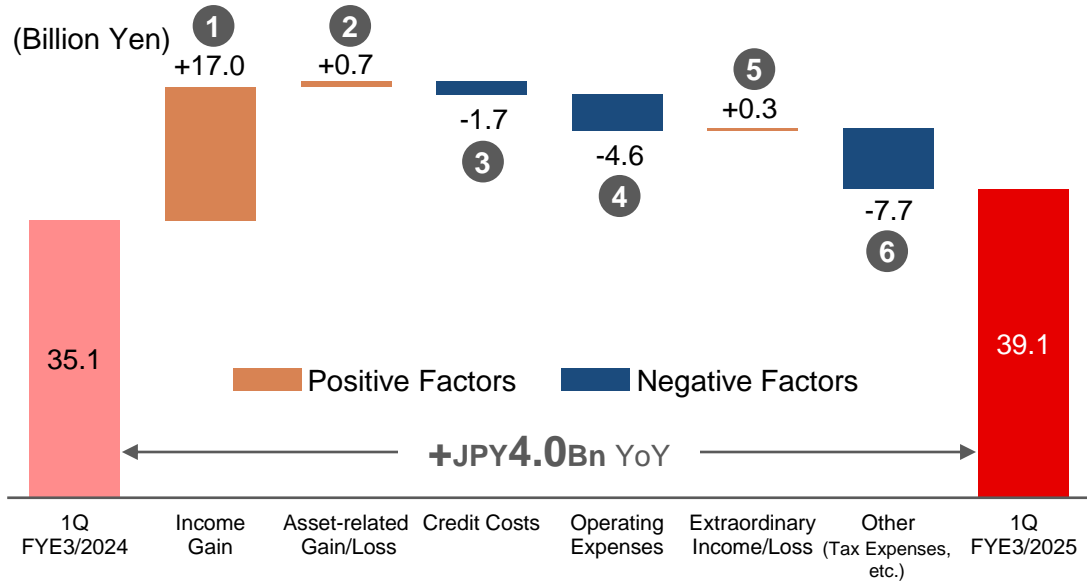 (Billion Yen)
1
+17.0
2
+0.7
-1.7
3
-4.6
4
5
+0.3
-7.7
6
35.1
39.1
Positive Factors
Negative Factors
+JPY4.0Bn YoY
1Q
FYE3/2024
Income
Gain
Asset-related
Gain/Loss
Credit Costs
Operating
Expenses
Extraordinary
Income/Loss
Other
(Tax Expenses,
etc.)
1Q
FYE3/2025